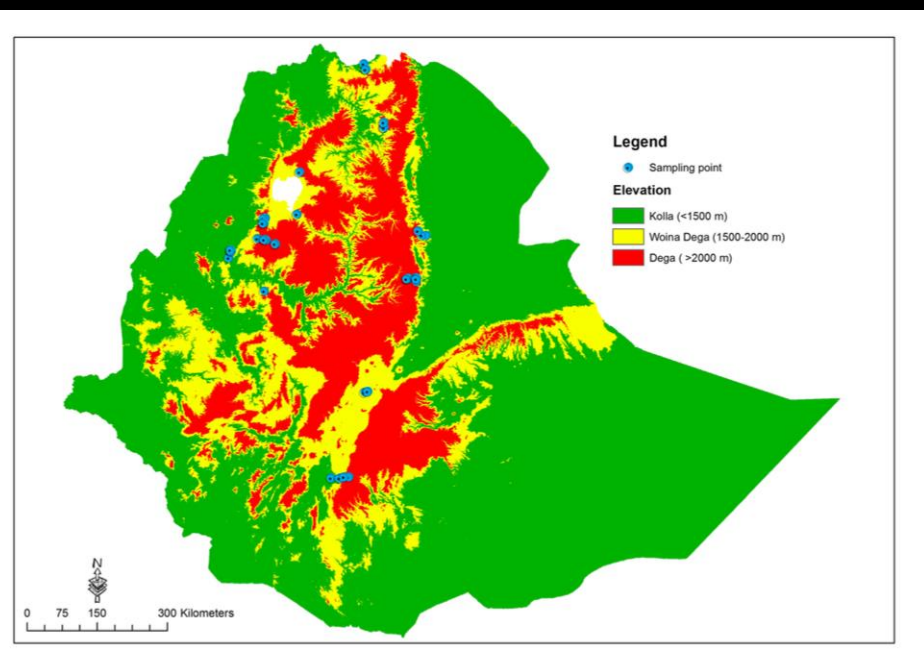 Legend
Sampling point
Elevation
Kolla (<1500 m)
Woina Dega (1500-2000 m)
Dega ( >2000 m)
N
0 75 150 300 Kilometers